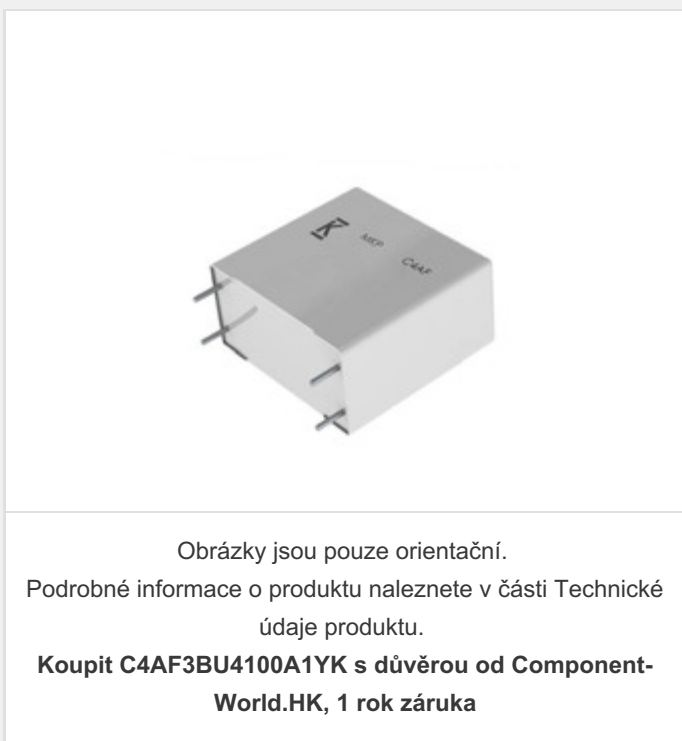 K
MKP
C4AF
Obrázky jsou pouze orientační.
Podrobné informace o produktu naleznete v části Technické
údaje produktu.
Koupit C4AF3BU4100A1YK s důvěrou od Component-
World.HK, 1 rok záruka